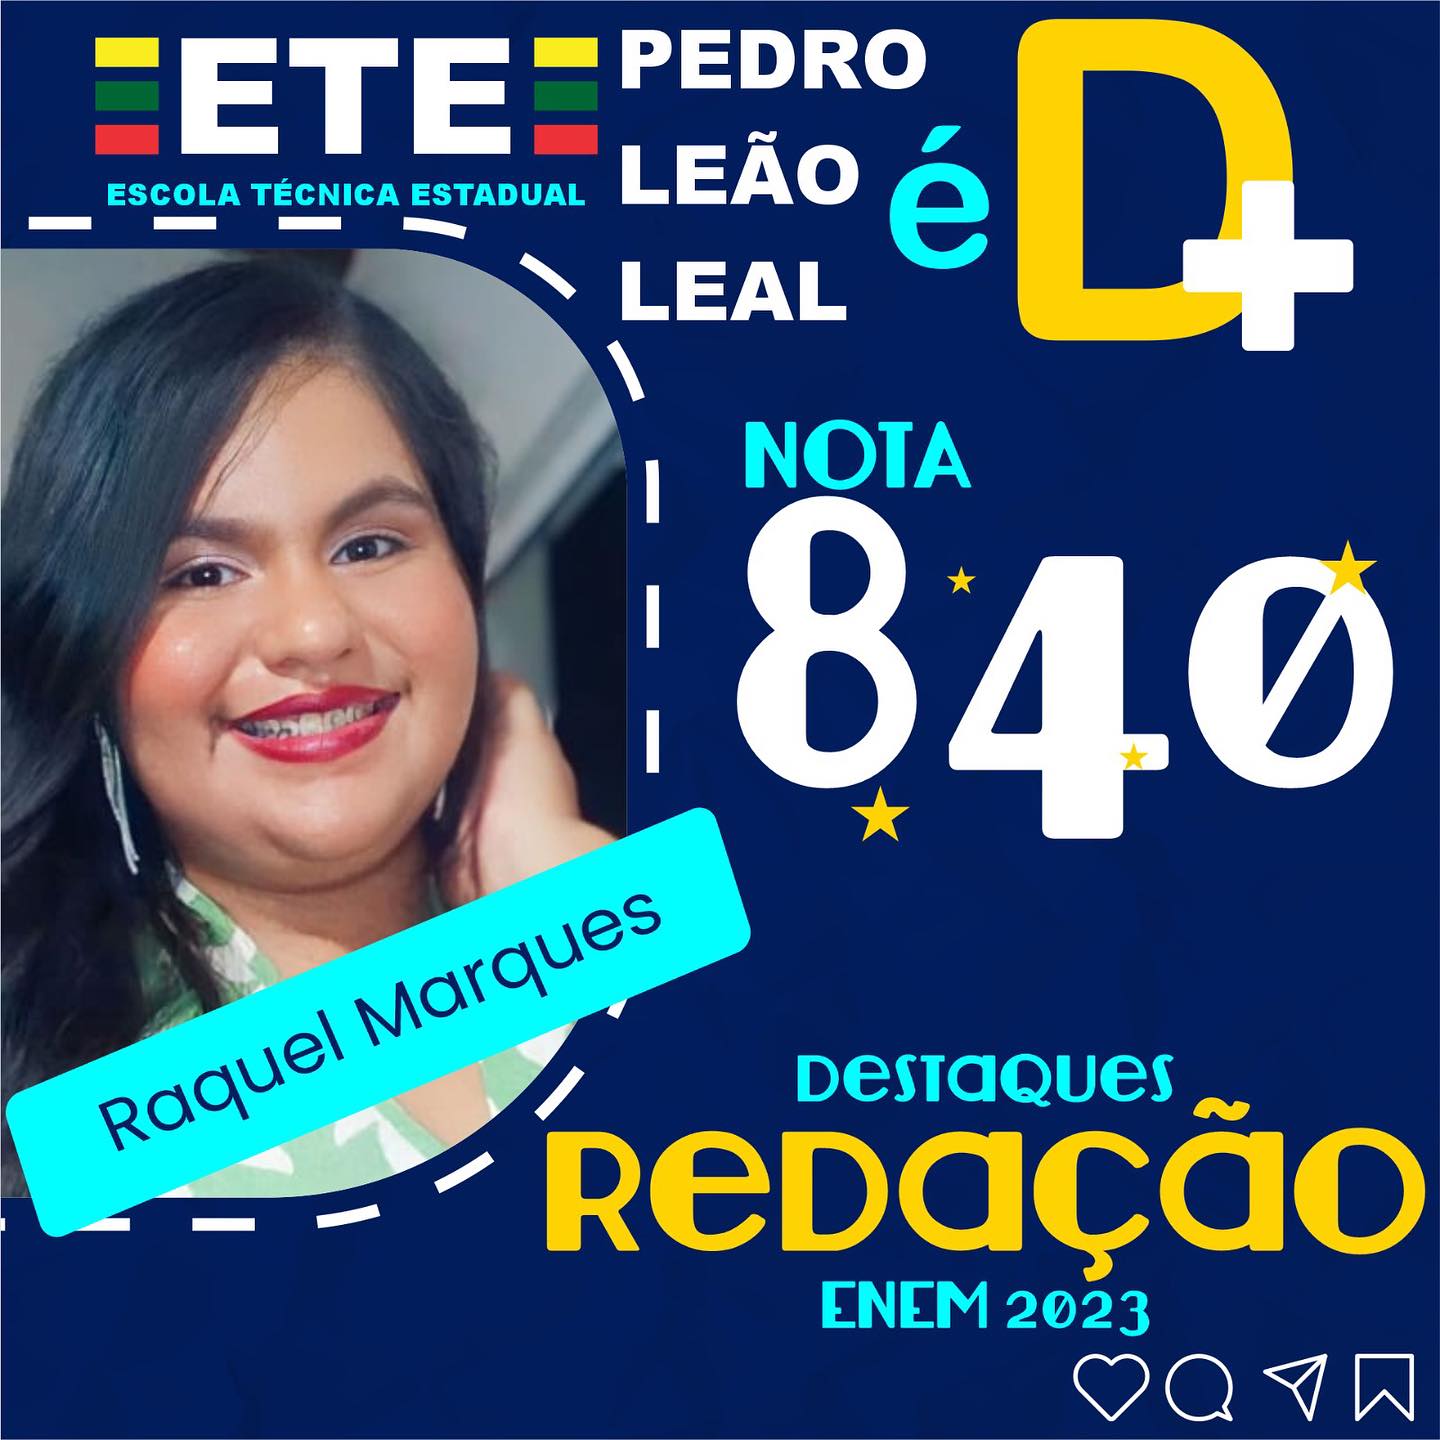 ETE
ESCOLA TÉCNICA ESTADUAL
PEDRO
LEÃO
LEAL
é D+
NOTA
840
Raquel Marques
Destaques
Redação
ENEM 2023